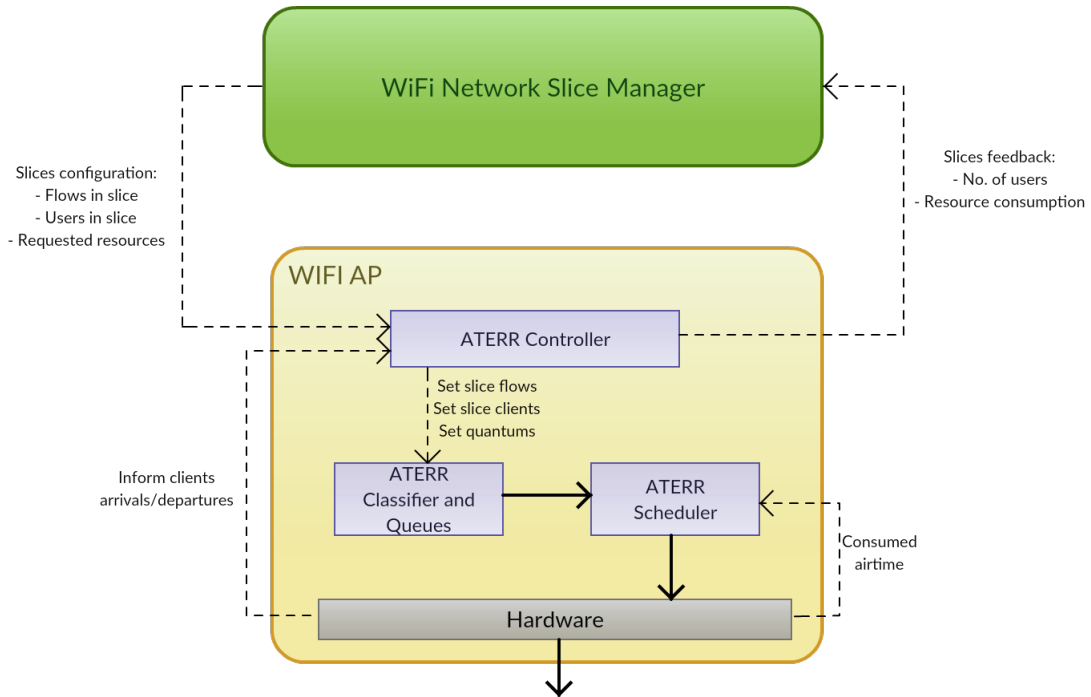 WiFi Network Slice Manager
Slices configuration:
- Flows in slice
- Users in slice
- Requested resources
Slices feedback:
- No. of users
- Resource consumption
WIFI AP
ATERR Controller
Set slice flows
Set slice clients
Set quantums
Inform clients
arrivals/departures
ATERR
Classifier and
Queues
ATERR
Scheduler
Consumed
airtime
Hardware